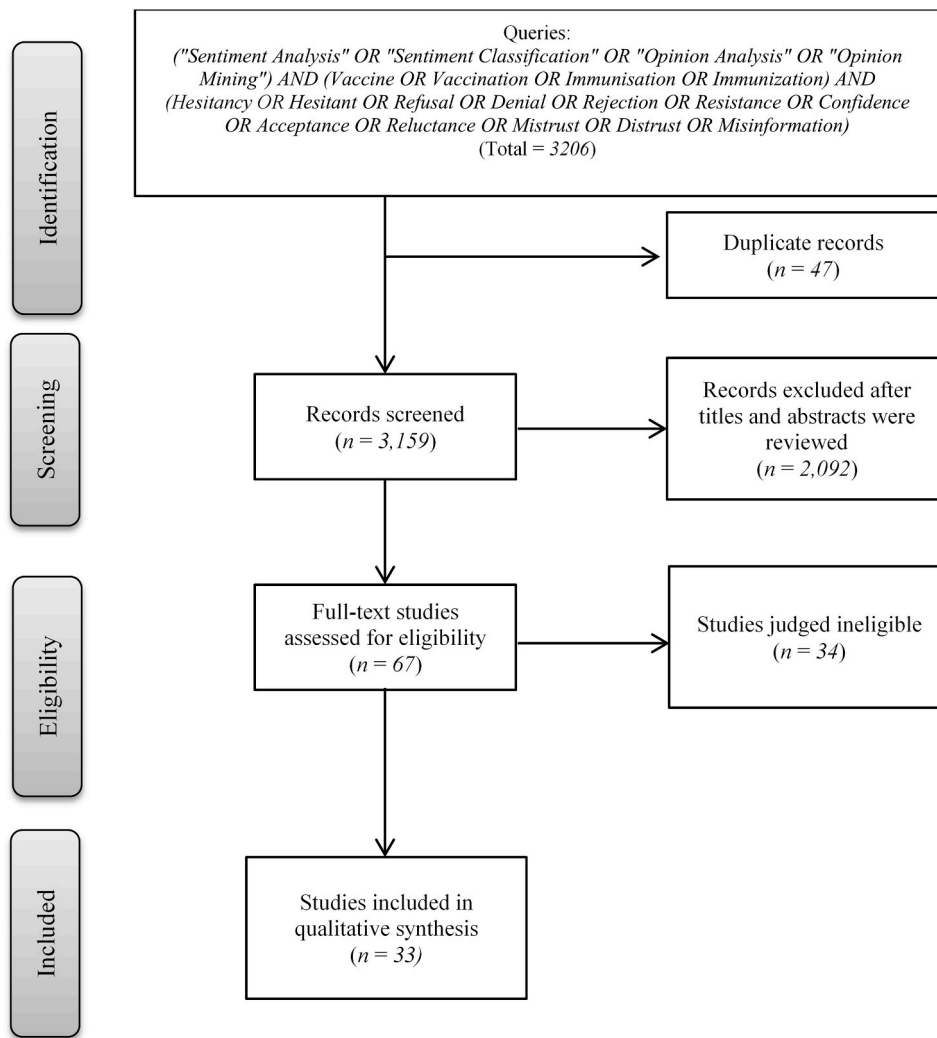 Identification
Queries:
("Sentiment Analysis" OR "Sentiment Classification" OR "Opinion Analysis" OR "Opinion
Mining") AND (Vaccine OR Vaccination OR Immunisation OR Immunization) AND
(Hesitancy OR Hesitant OR Refusal OR Denial OR Rejection OR Resistance OR Confidence
OR Acceptance OR Reluctance OR Mistrust OR Distrust OR Misinformation)
(Total = 3206)
Duplicate records
(n = 47)
Screening
Records screened
(n = 3,159)
Records excluded after
titles and abstracts were
reviewed
(n = 2,092)
Eligibility
Full-text studies
assessed for eligibility
(n = 67)
Studies judged ineligible
(n = 34)
Included
Studies included in
qualitative synthesis
(n = 33)